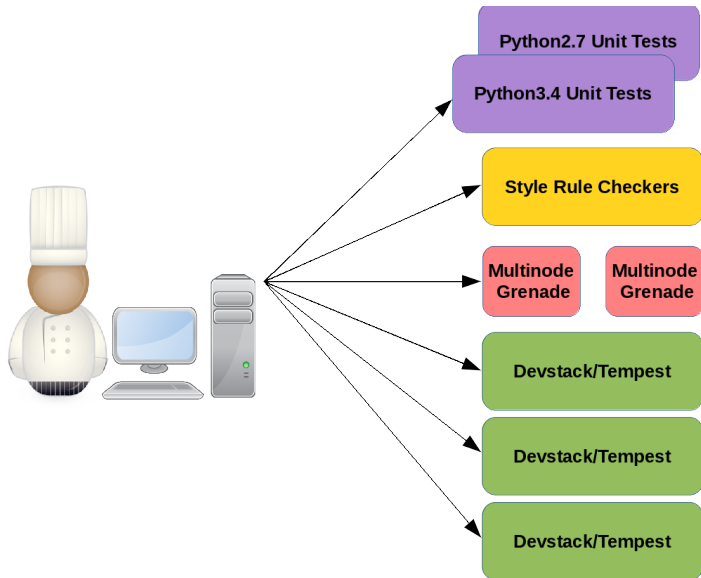 Python2.7 Unit Tests
Python3.4 Unit Tests
Style Rule Checkers
Multinode
Grenade
Multinode
Grenade
Devstack/Tempest
Devstack/Tempest
Devstack/Tempest